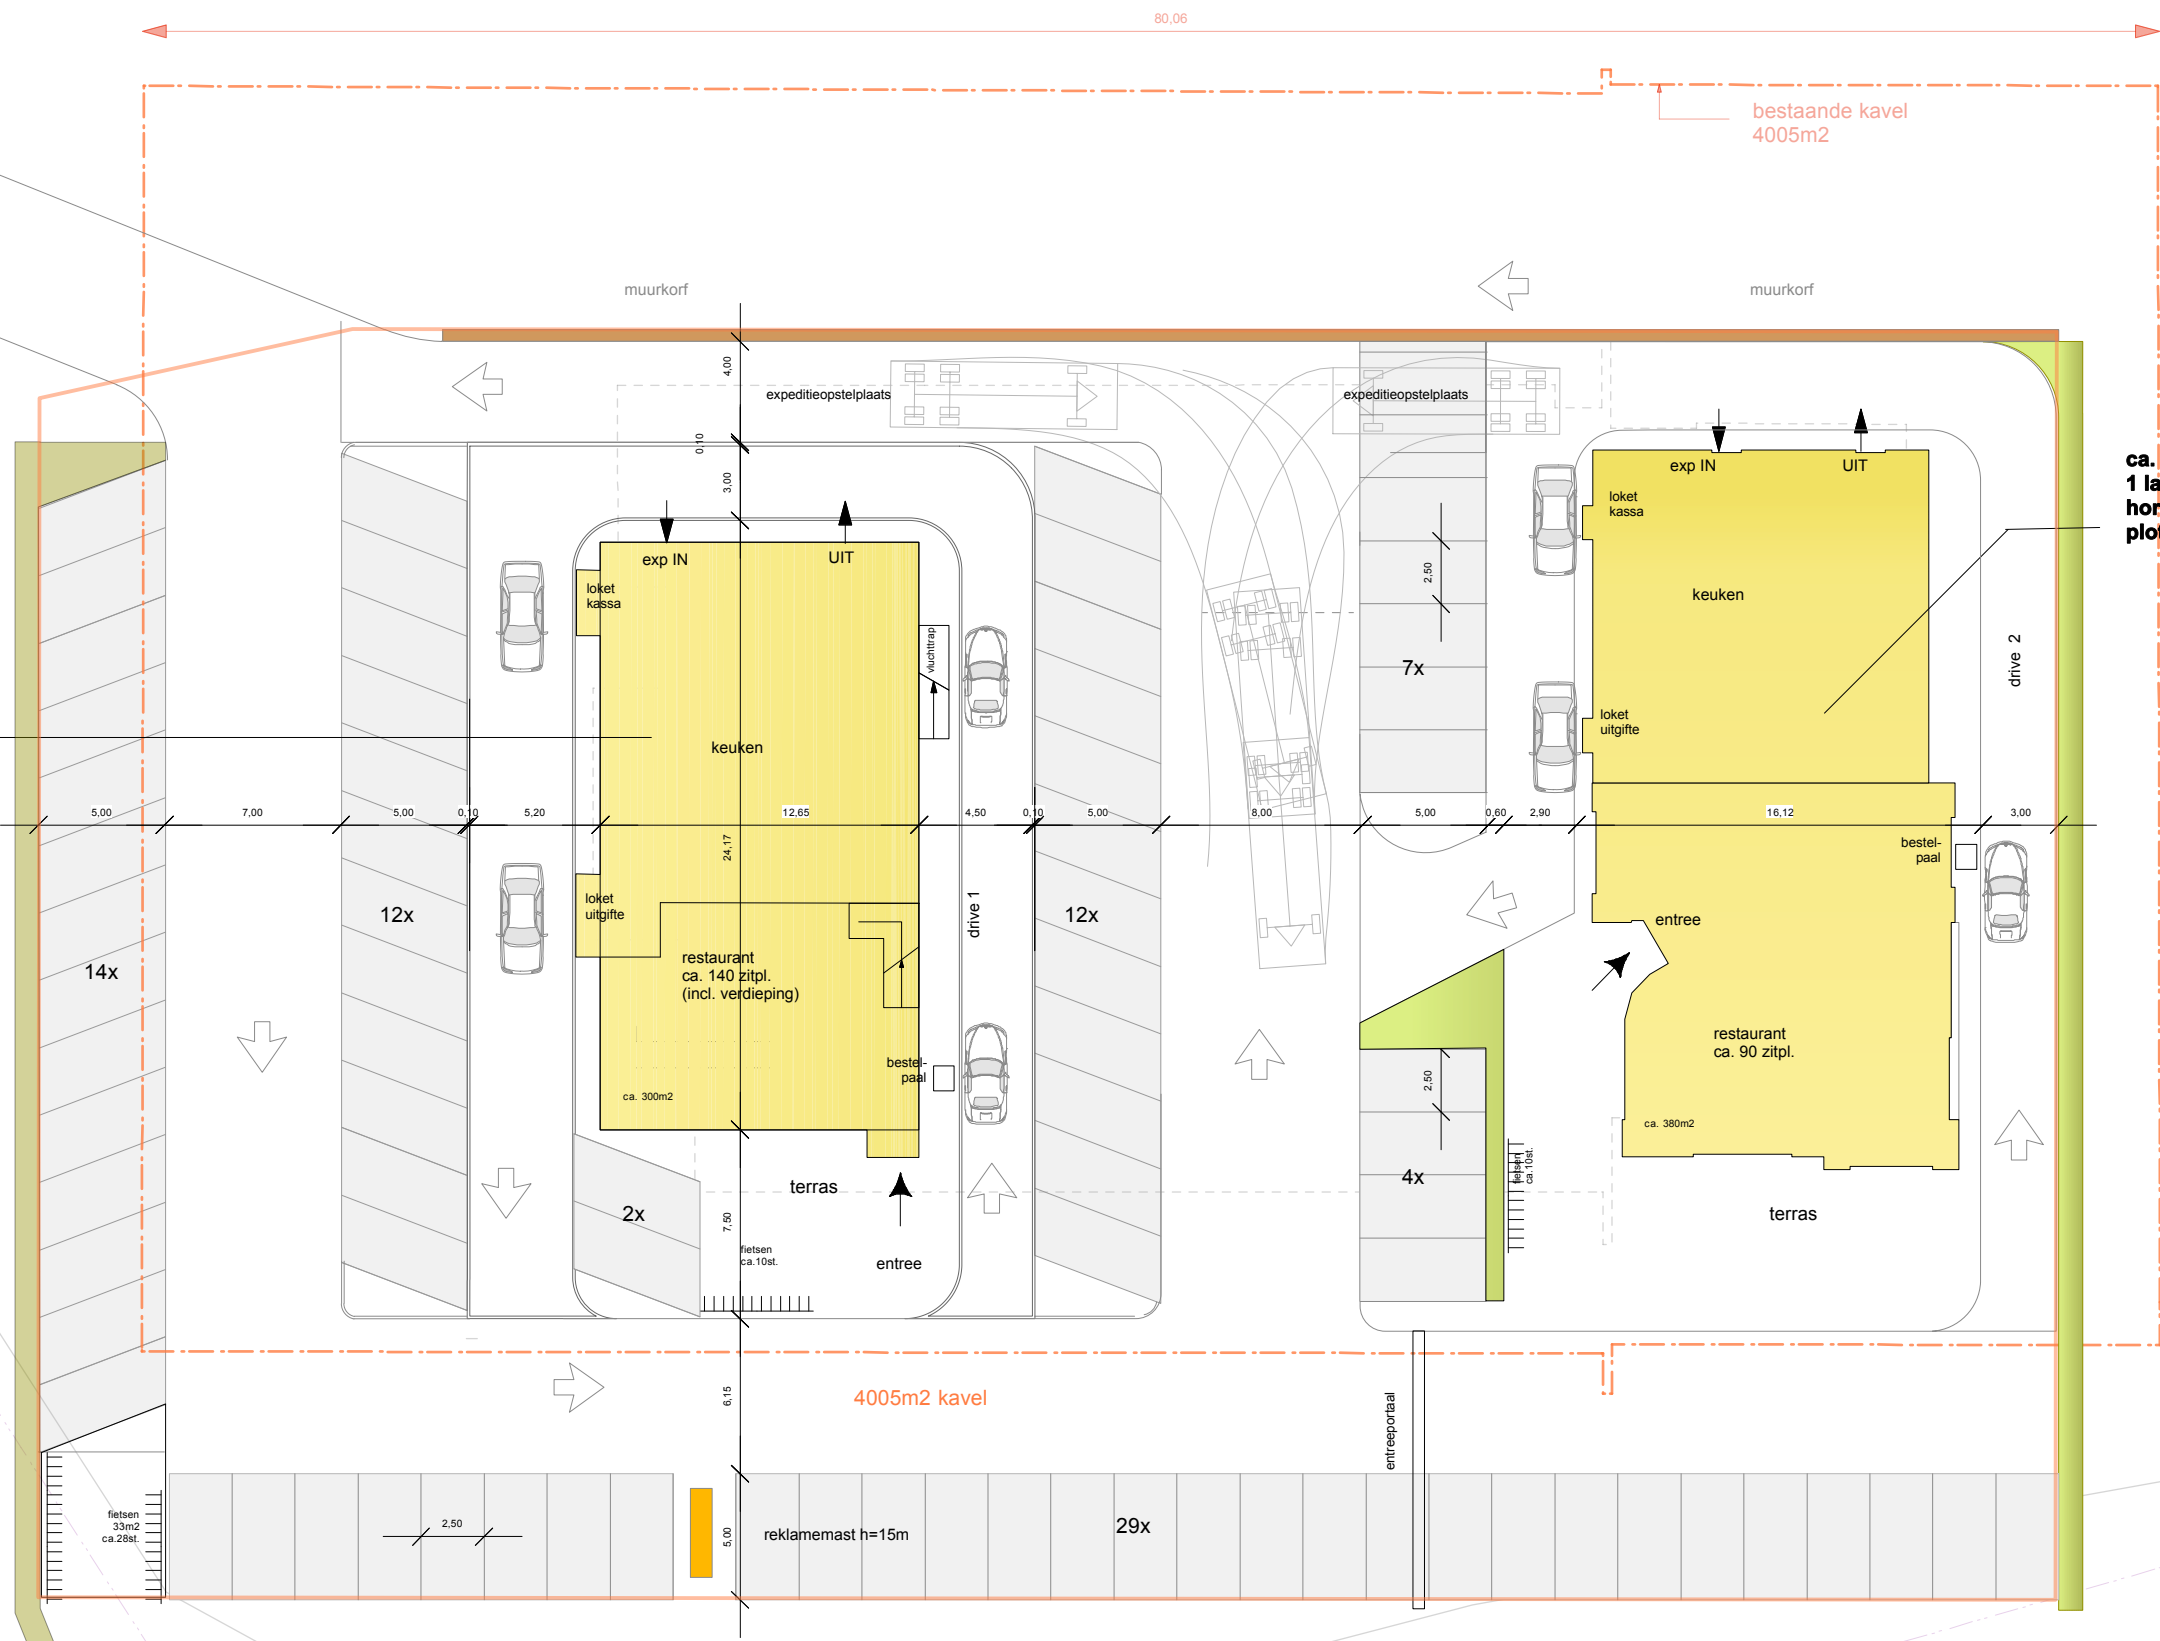 80,06
bestaande kavel
4005m2
muurkorf
muurkorf
4,00
expeditieopstelplaats
expeditieopstelplaats
0,10
3,00
exp IN
UIT
loket
kassa
vluchttrap
keuken
exp IN
UIT
loket
kassa
keuken
2,50
7x
loket
uitgifte
drive 2
ca.
1 la
hor
plot
5,00
7,00
5,00
0,10
5,20
12,65
4,50
0,10
5,00
8,00
5,00
0,60
2,90
16,12
3,00
24,17
bestel-
paal
14x
12x
loket
uitgifte
restaurant
ca. 140 zitpl.
(incl. verdieping)
drive 1
12x
entree
restaurant
ca. 90 zitpl.
bestel-
paal
ca. 300m2
2,50
ca. 380m2
4x
fietsen
ca.10st.
terras
2x
terras
7,50
fietsen
ca.10st.
entree
6,15
4005m2 kavel
entreeportaal
fietsen
33m2
ca.28st.
2,50
5,00
reklamemast h=15m
29x